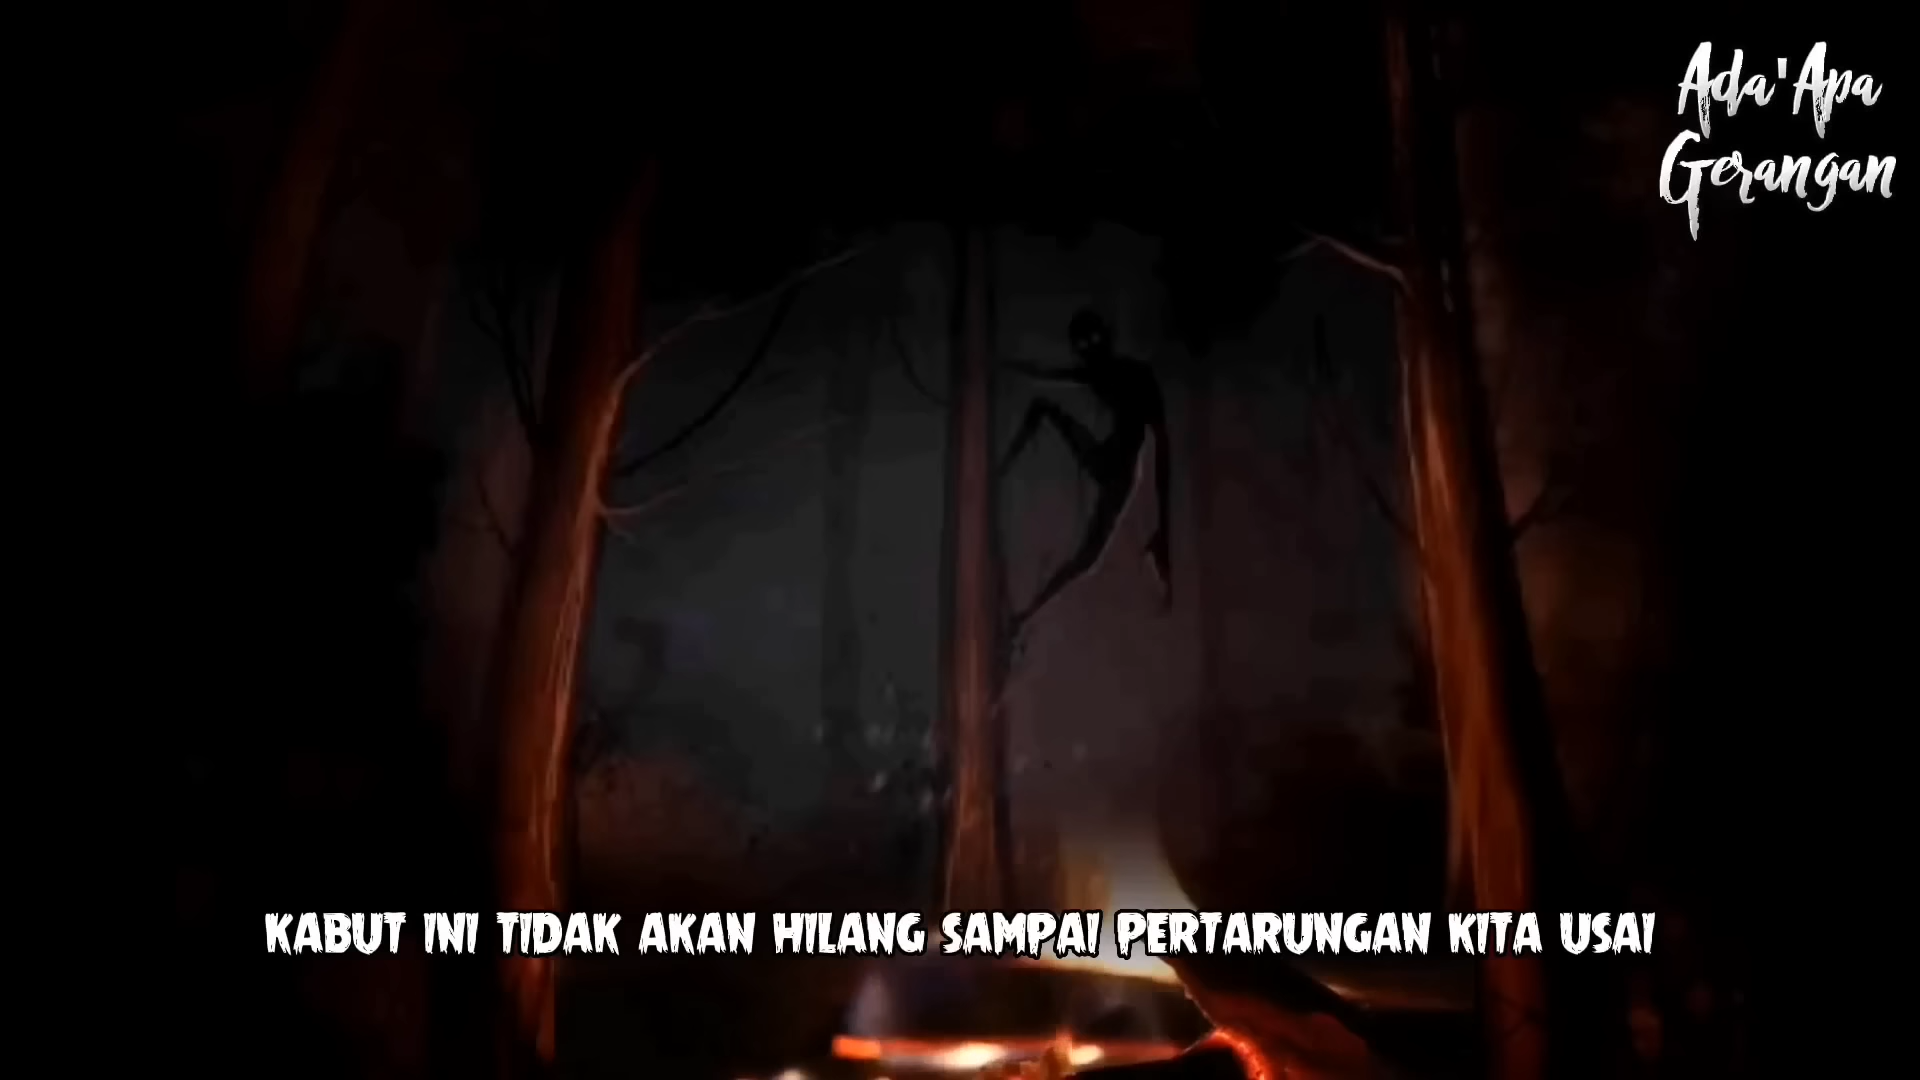 Ada'Apa
Gerangan
KABUT INI TIDAK AKAN HILANG SAMPAI PERTARUNGAN KITA USAI